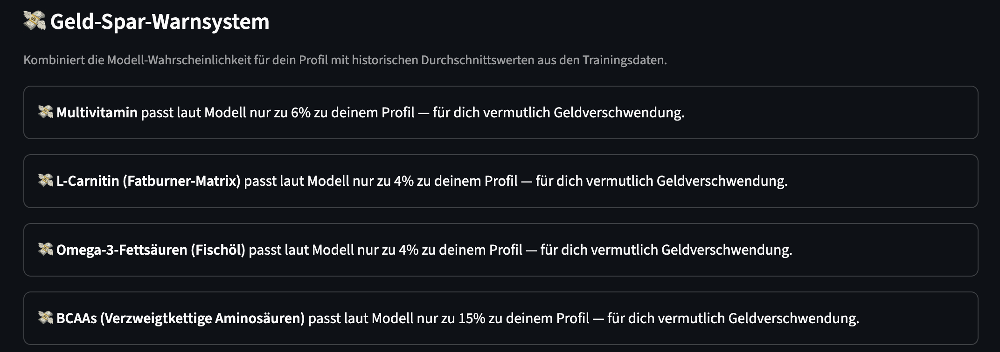 💸 Geld-Spar-Warnsystem
Kombiniert die Modell-Wahrscheinlichkeit für dein Profil mit historischen Durchschnittswerten aus den Trainingsdaten.
💸 Multivitamin passt laut Modell nur zu 6% zu deinem Profil — für dich vermutlich Geldverschwendung.
💸 L-Carnitin (Fatburner-Matrix) passt laut Modell nur zu 4% zu deinem Profil — für dich vermutlich Geldverschwendung.
💸 Omega-3-Fettsäuren (Fischöl) passt laut Modell nur zu 4% zu deinem Profil — für dich vermutlich Geldverschwendung.
💸 BCAAs (Verzweigtkettige Aminosäuren) passt laut Modell nur zu 15% zu deinem Profil — für dich vermutlich Geldverschwendung.